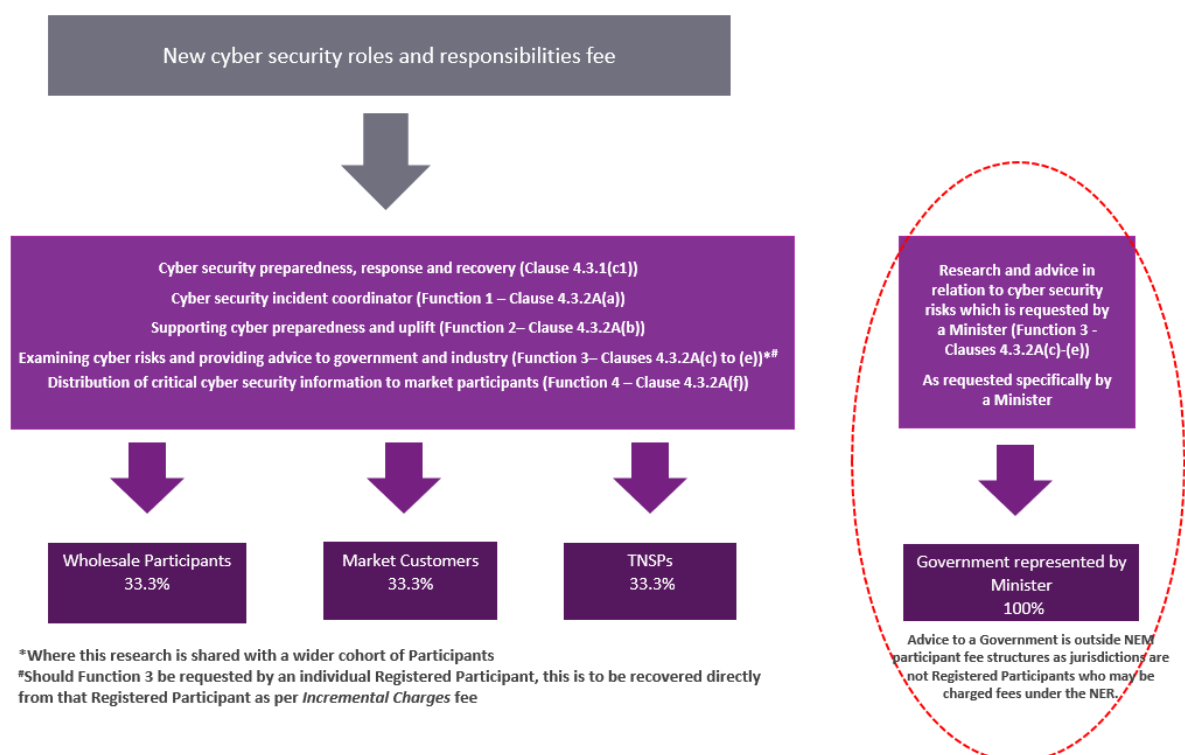 New cyber security roles and responsibilities fee
Cyber security preparedness, response and recovery (Clause 4.3.1(c1))
Cyber security incident coordinator (Function 1 – Clause 4.3.2A(a))
Supporting cyber preparedness and uplift (Function 2– Clause 4.3.2A(b))
Examining cyber risks and providing advice to government and industry (Function 3– Clauses 4.3.2A(c) to (e))*#
Distribution of critical cyber security information to market participants (Function 4 – Clause 4.3.2A(f))
Wholesale Participants
33.3%
Market Customers
33.3%
TNSPs
33.3%
*Where this research is shared with a wider cohort of Participants
#Should Function 3 be requested by an individual Registered Participant, this is to be recovered directly
from that Registered Participant as per Incremental Charges fee
Research and advice in
relation to cyber security
risks which is requested by
a Minister (Function 3 -
Clauses 4.3.2A(c)-(e))
As requested specifically by
a Minister
Government represented by
Minister
100%
Advice to a Government is outside NEM
participant fee structures as jurisdictions are
not Registered Participants who may be
charged fees under the NER.